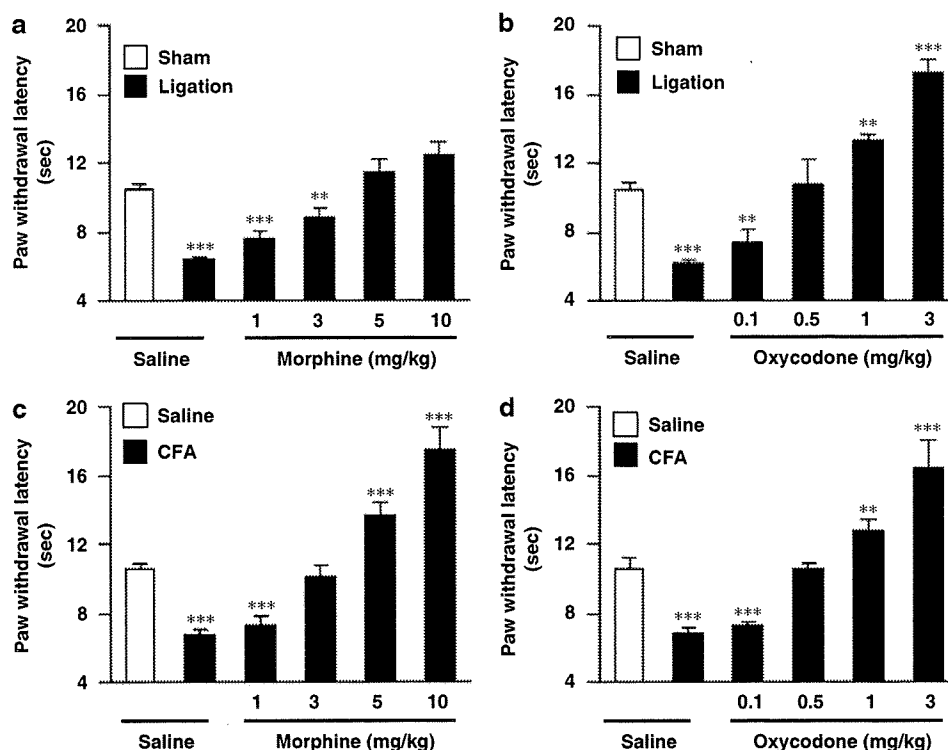 a
20
16
12
8
4
Paw withdrawal latency
(sec)
Sham
Ligation
***
***
**
1 3 5 10
Saline Morphine (mg/kg)
b
20
16
12
8
4
Paw withdrawal latency
(sec)
Sham
Ligation
***
**
**
***
0.1 0.5 1 3
Saline Oxycodone (mg/kg)
c
20
16
12
8
4
Paw withdrawal latency
(sec)
Saline
CFA
***
***
***
***
1 3 5 10
Saline Morphine (mg/kg)
d
20
16
12
8
4
Paw withdrawal latency
(sec)
Saline
CFA
***
***
**
***
0.1 0.5 1 3
Saline Oxycodone (mg/kg)